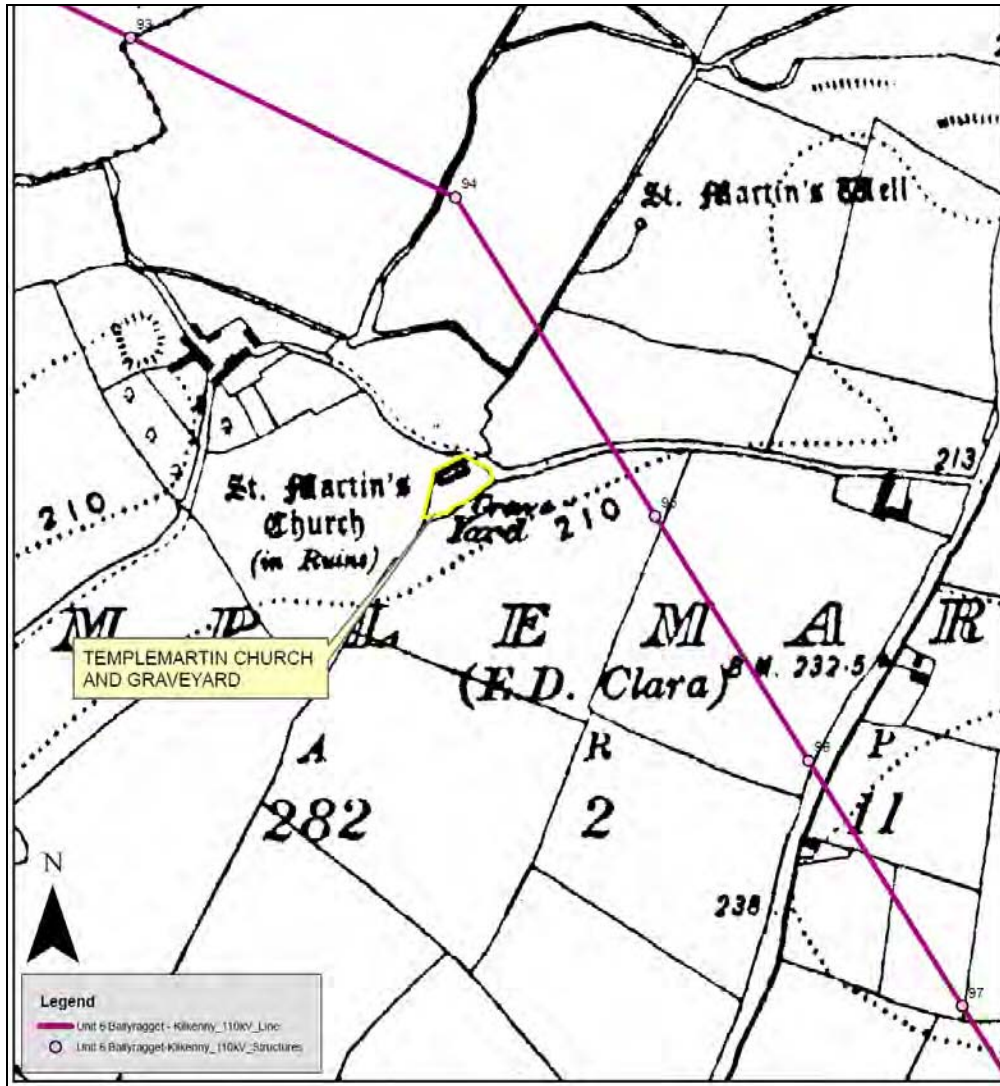 93
94
St. Martin's Well
213
210
St. Martin's
Church
(in Ruins)
Grave
Yard
210
95
M P L E M A R
TEMPLEMARTIN CHURCH
AND GRAVEYARD
(E.D. Clara)
B.M. 232·5
96
A R P
282 2 11
N
238
97
Legend
Unit 6 Ballyragget - Kilkenny_110kV_Line
Unit 6 Ballyragget-Kilkenny_110kV_Structures